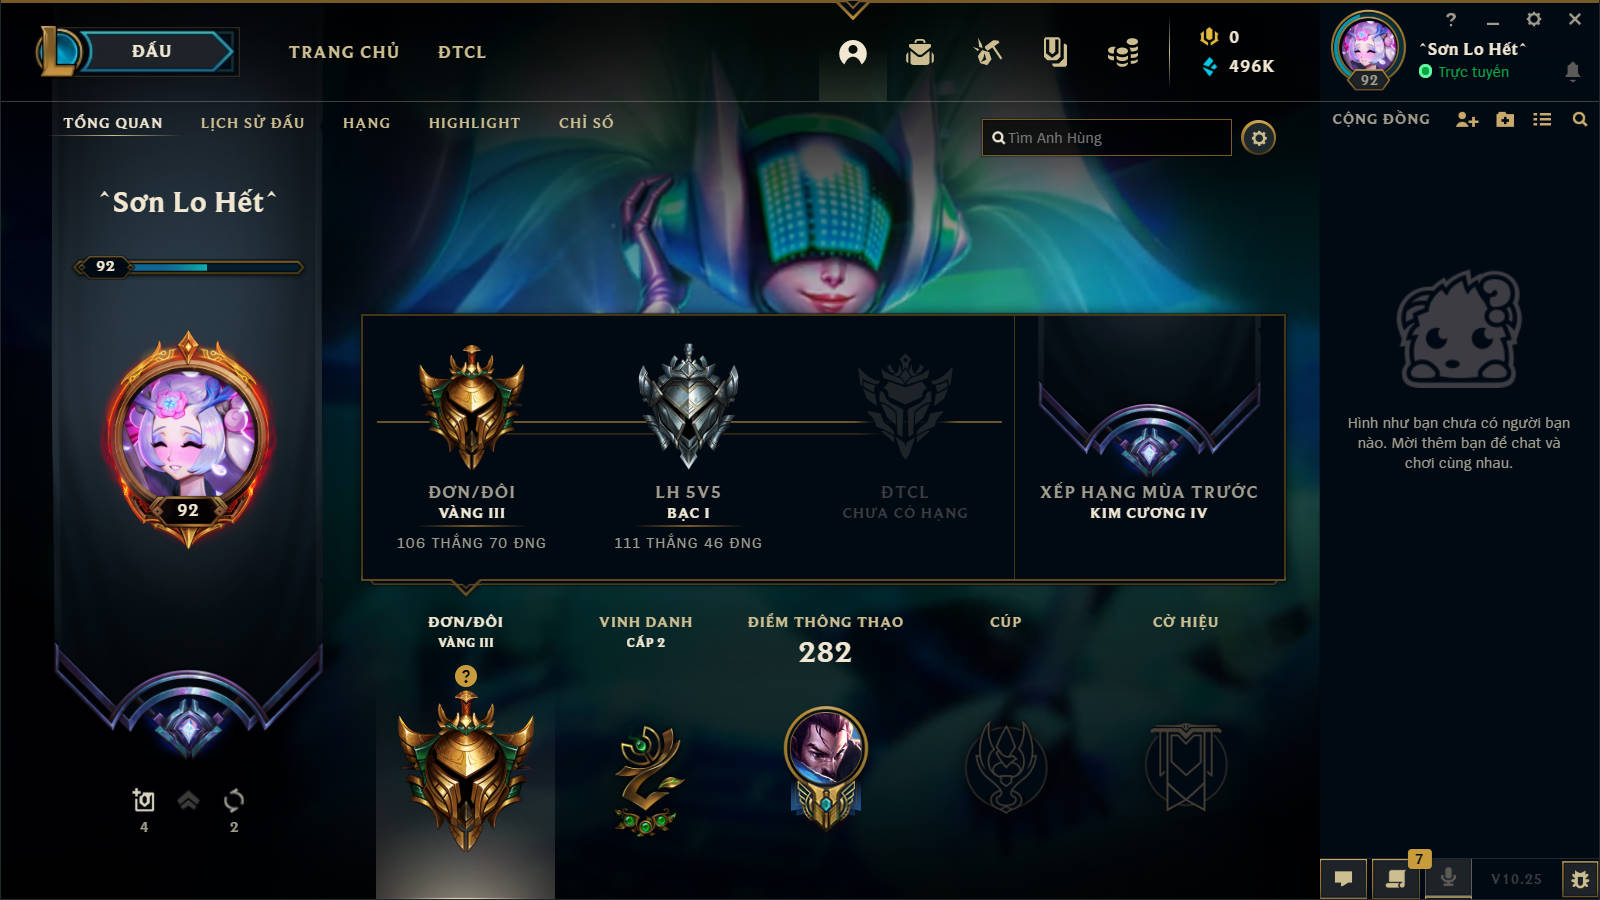 ĐẤU
TRANG CHỦ
ĐTCL
0
496K
?
^Sơn Lo Hết^
Trực tuyến
92
TỔNG QUAN
LỊCH SỬ ĐẤU
HẠNG
HIGHLIGHT
CHỈ SỐ
Tìm Anh Hùng
CỘNG ĐỒNG
^Sơn Lo Hết^
92
92
ĐƠN/ĐÔI
VÀNG III
106 THẮNG 70 ĐNG
LH 5V5
BẠC I
111 THẮNG 46 ĐNG
ĐTCL
CHƯA CÓ HẠNG
XẾP HẠNG MÙA TRƯỚC
KIM CƯƠNG IV
Hình như bạn chưa có người bạn
nào. Mời thêm bạn để chat và
chơi cùng nhau.
ĐƠN/ĐÔI
VÀNG III
?
VINH DANH
CẤP 2
ĐIỂM THÔNG THẠO
282
CÚP
CỜ HIỆU
4
2
7
V10.25